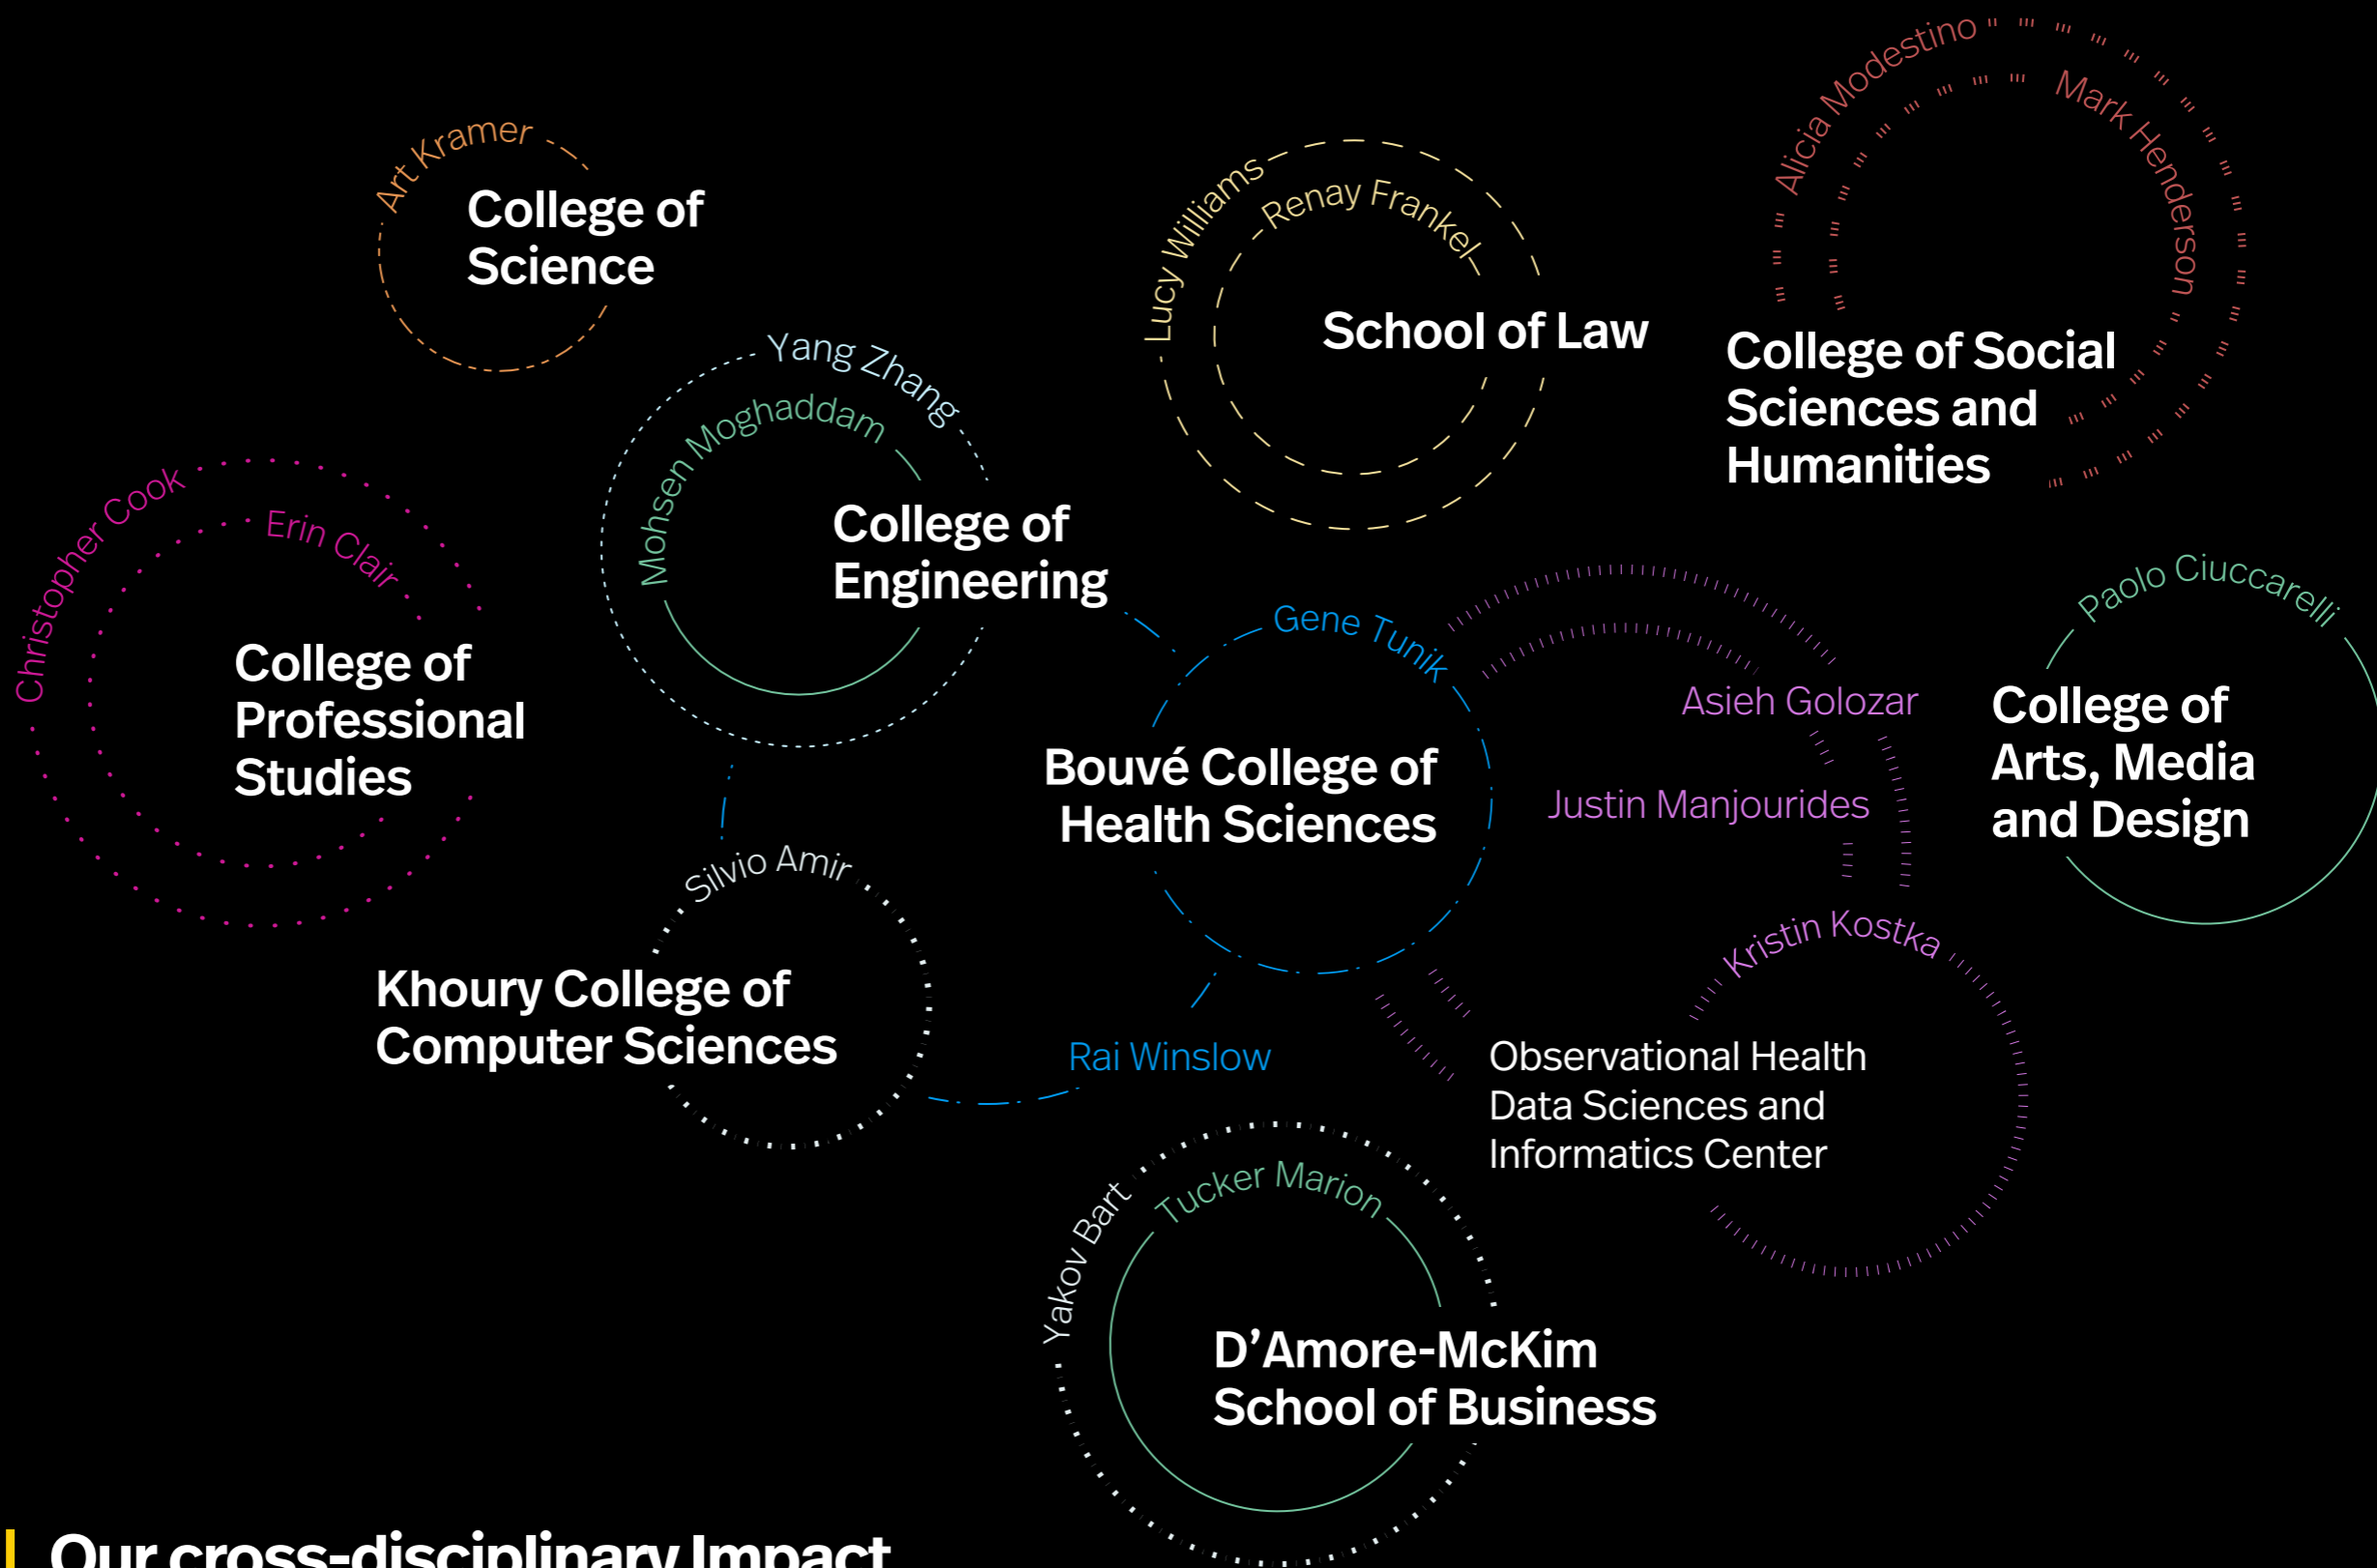 Alicia Modestino
Mark Henderson
Art Kramer
College of
Science
Lucy Williams
Renay Frankel
School of Law
College of Social
Sciences and
Humanities
Yang Zhang
Mohsen Moghaddam
College of
Engineering
Christopher Cook
Erin Clair
College of
Professional
Studies
Gene Tunik
Bouvé College of
Health Sciences
Asieh Golozar
Justin Manjourides
Paolo Ciuccarelli
College of
Arts, Media
and Design
Silvio Amir
Khoury College of
Computer Sciences
Rai Winslow
Kristin Kostka
Observational Health
Data Sciences and
Informatics Center
Yakov Bart
Tucker Marion
D’Amore-McKim
School of Business
Our cross-disciplinary Impact